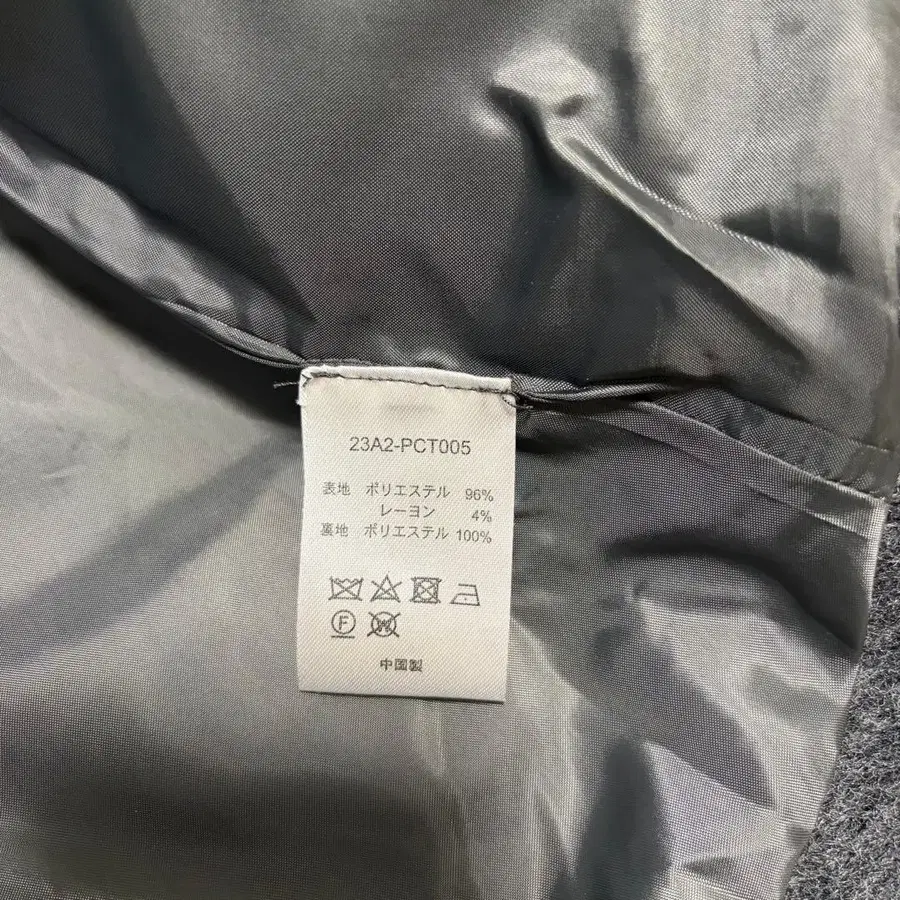 23A2-PCT005
表地 ポリエステル 96%
レーヨン 4%
裏地 ポリエステル 100%
F W
中国製